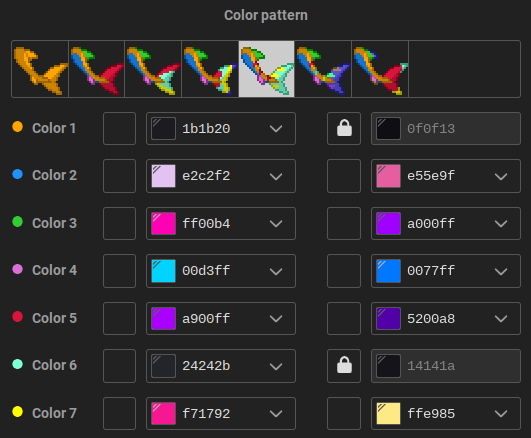 Color pattern
Color 1 1b1b20 0f0f13
Color 2 e2c2f2 e55e9f
Color 3 ff00b4 a000ff
Color 4 00d3ff 0077ff
Color 5 a900ff 5200a8
Color 6 24242b 14141a
Color 7 f71792 ffe985